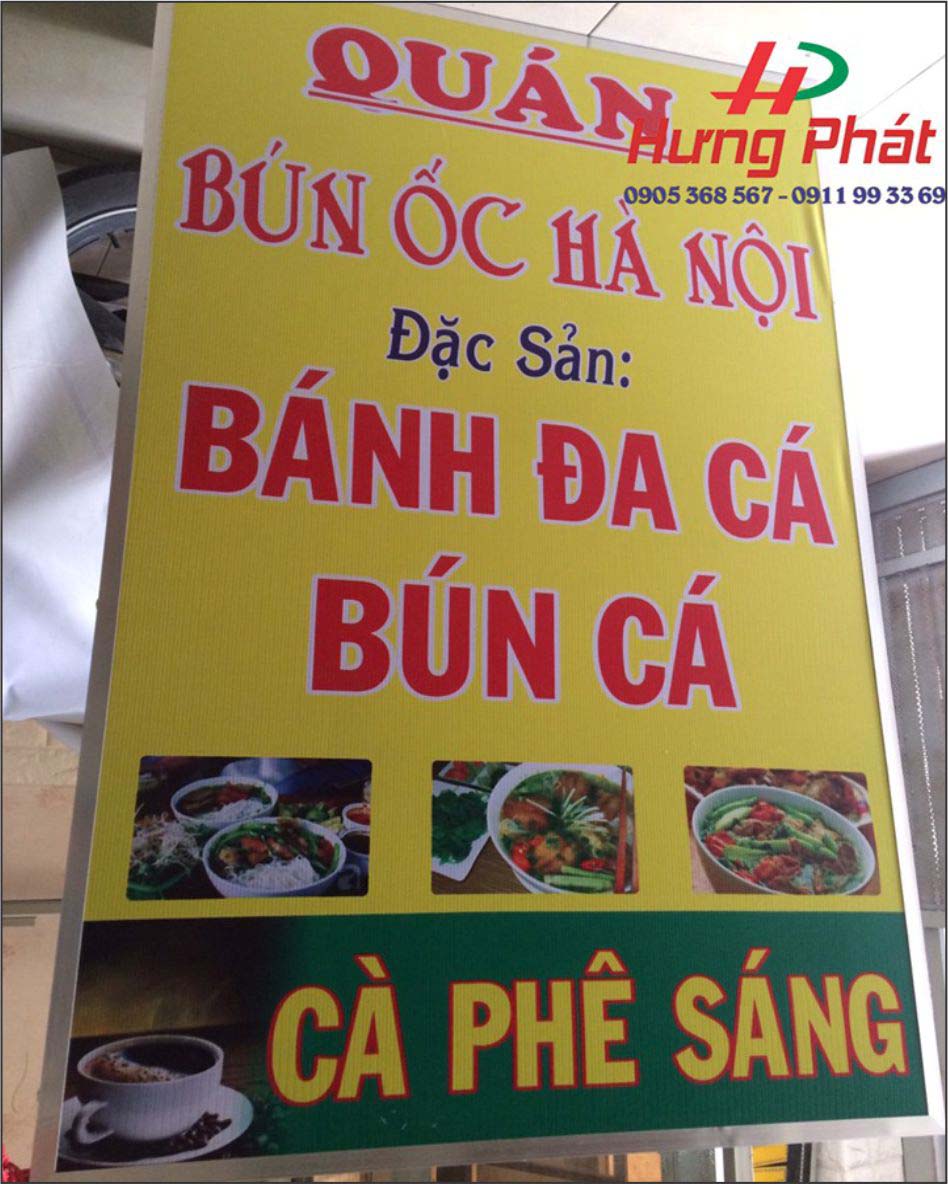 QUÁN
Hưng Phát
0905 368 567 - 0911 99 33 69
BÚN ỐC HÀ NỘI
Đặc Sản:
BÁNH ĐA CÁ
BÚN CÁ
CÀ PHÊ SÁNG